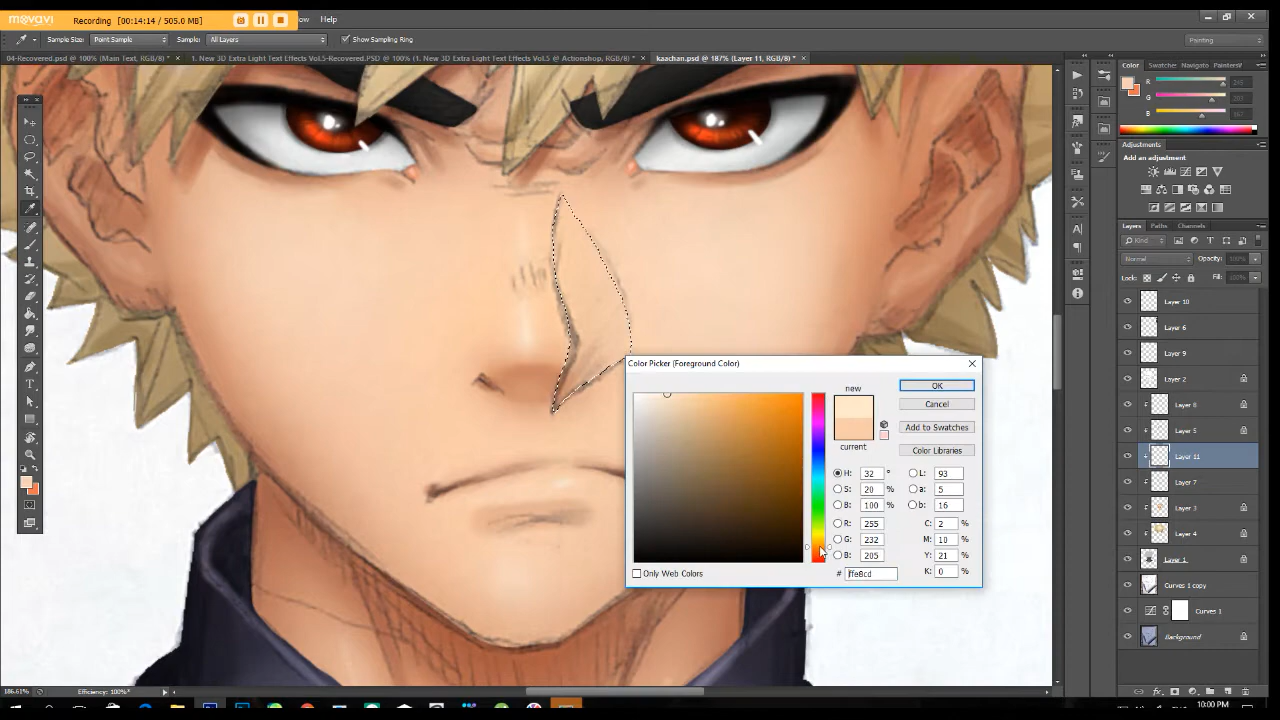 movavi Recording [00:14:14 / 505.0 MB] ow Help
Sample Size: Point Sample Sample: All Layers Show Sampling Ring Painting
04-Recovered.psd @ 100% (Main Text, RGB/8) * × 1. New 3D Extra Light Text Effects Vol.5-Recovered.PSD @ 100% (1. New 3D Extra Light Text Effects Vol.5 @ Actionshop, RGB/8) * × kaachan.psd @ 187% (Layer 11, RGB/8) * ×
Color Swatches Navigato
R
G
B
Adjustments
Add an adjustment
Layers Channels Paths
Kind
Normal Opacity: 100%
Lock: Fill: 100%
Layer 10
Layer 6
Layer 9
Layer 2
Layer 8
Layer 5
Layer 11
Layer 7
Layer 3
Layer 4
Layer 1
Curves 1 copy
Curves 1
Background
Color Picker (Foreground Color)
new
current
OK
Cancel
Add to Swatches
Color Libraries
H: 32 ° L: 93
S: 20 % a: 5
B: 100 % b: 16
R: 255 C: 2 %
G: 232 M: 10 %
B: 205 Y: 21 %
# ffe8cd K: 0 %
Only Web Colors
186.61% Efficiency: 100%*
10:00 PM